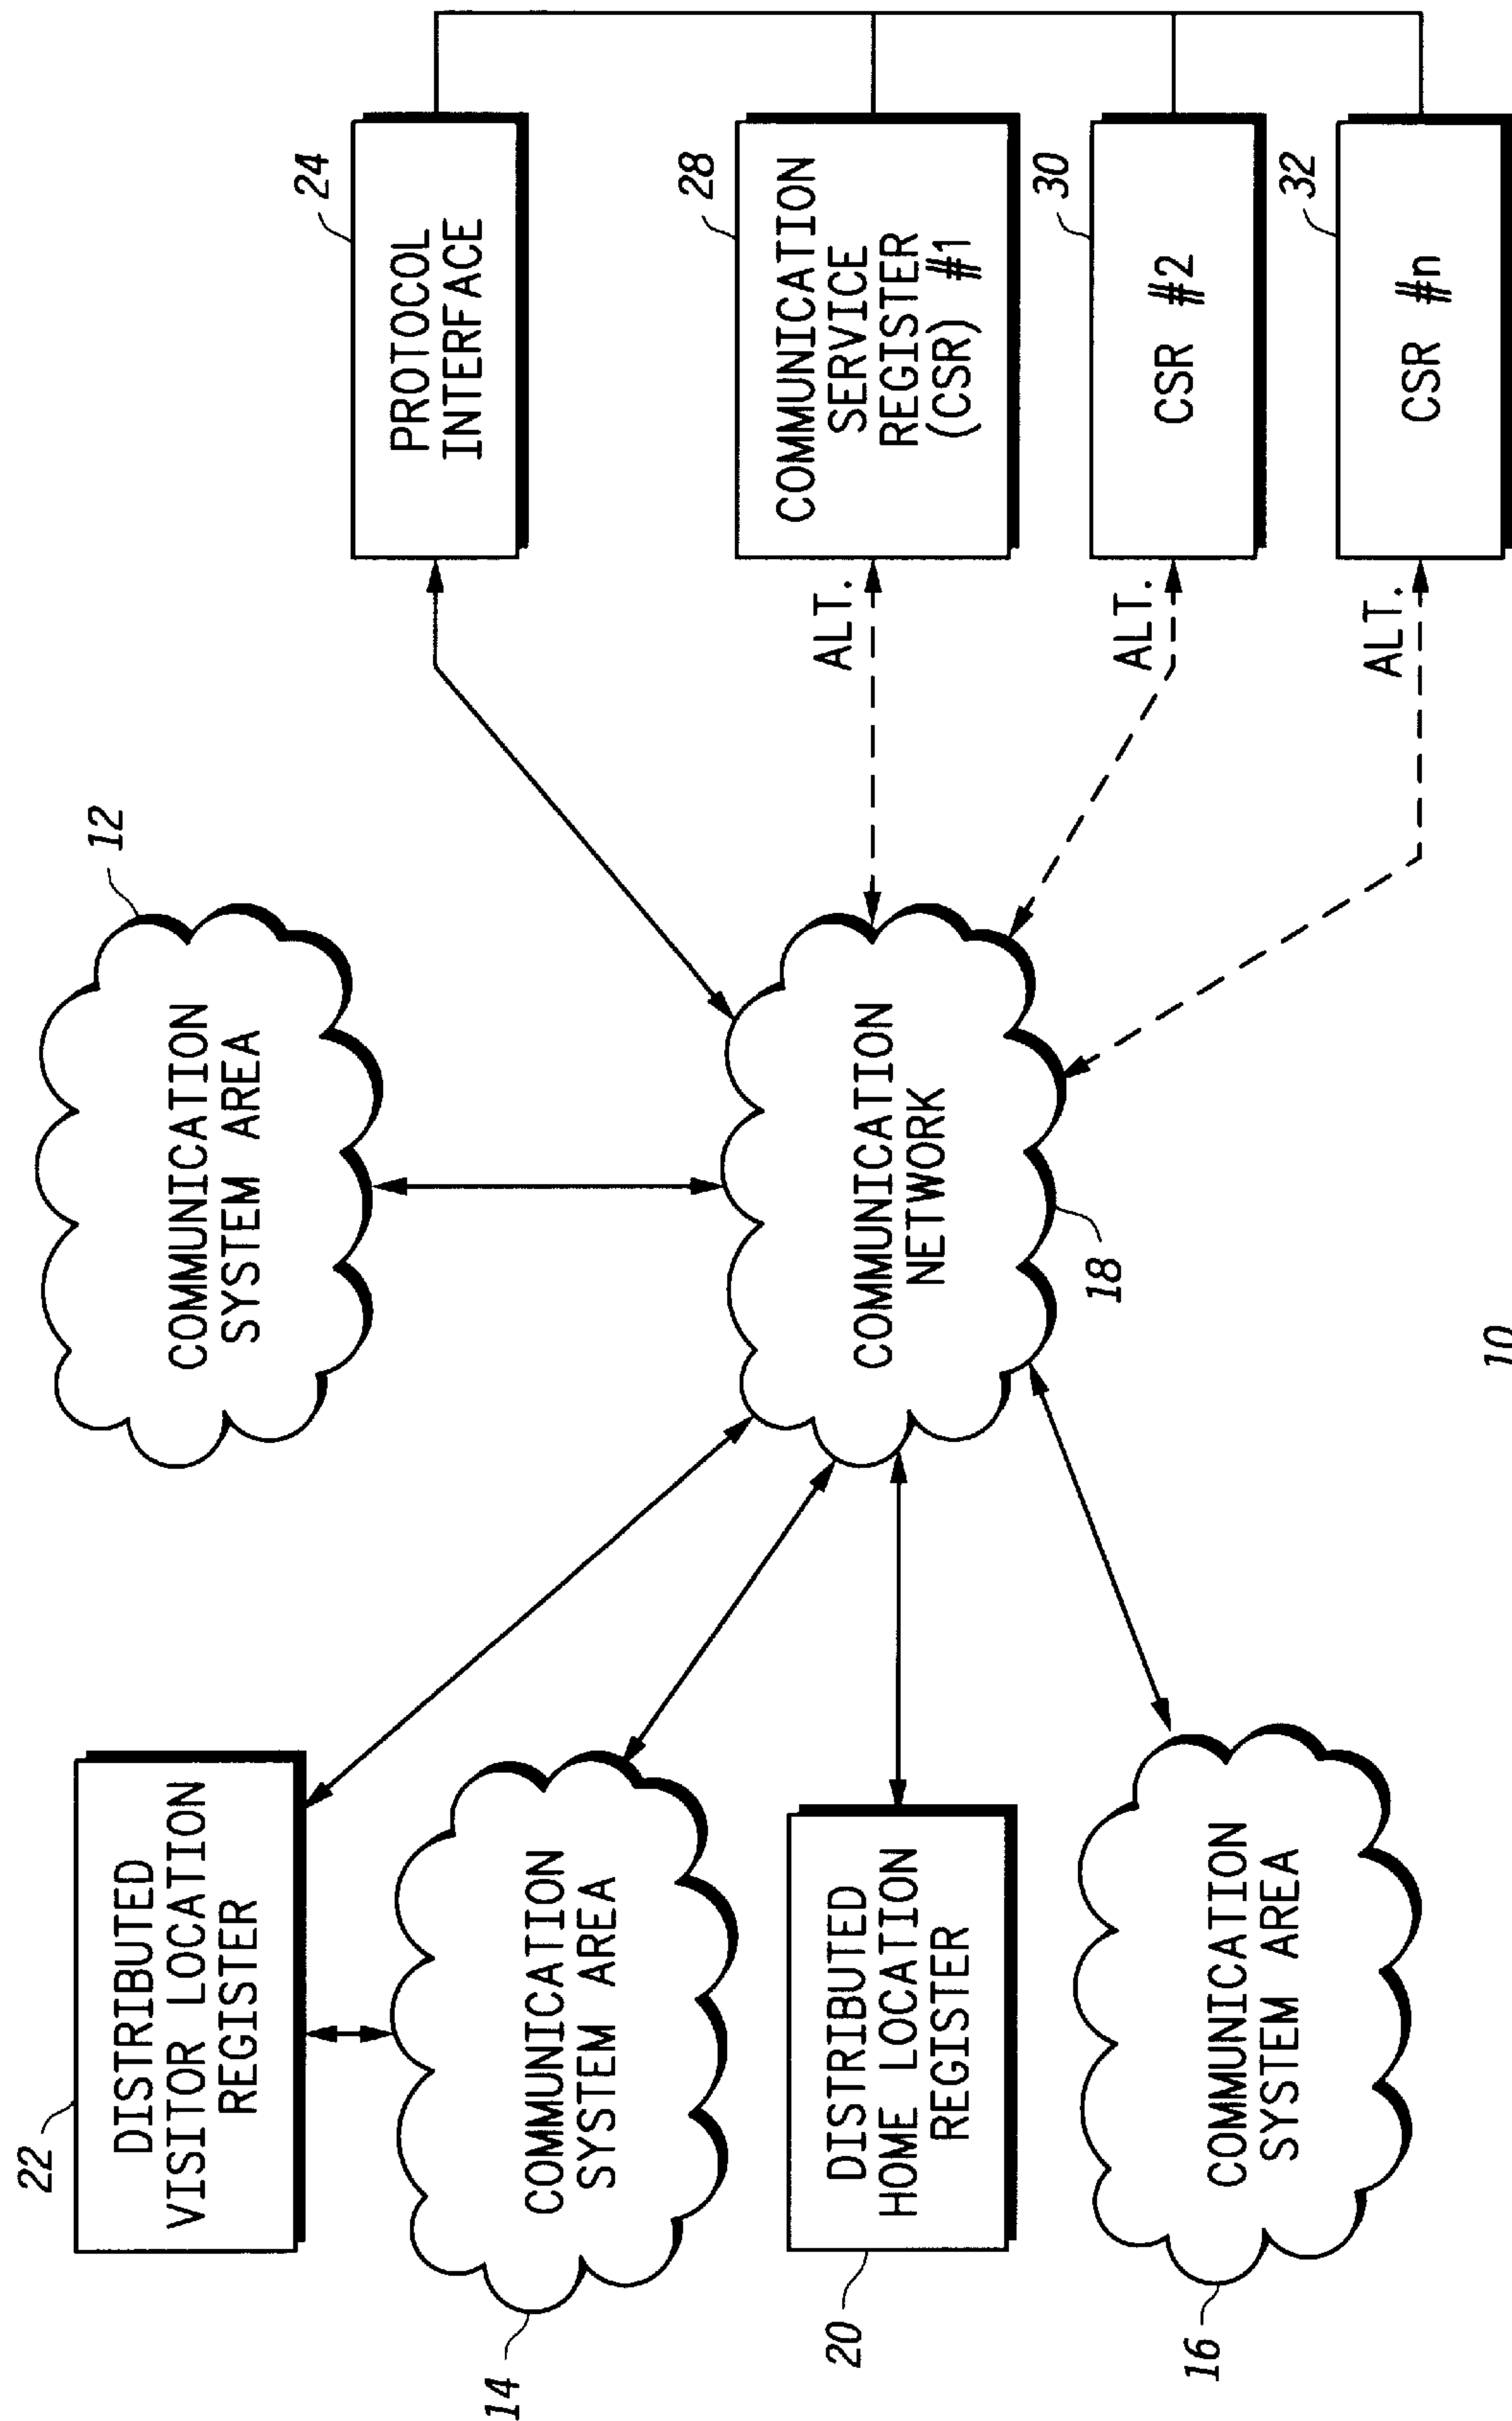 22
DISTRIBUTED
VISITOR LOCATION
REGISTER
12
COMMUNICATION
SYSTEM AREA
24
PROTOCOL
INTERFACE
14
COMMUNICATION
SYSTEM AREA
COMMUNICATION
NETWORK
18
ALT.
28
COMMUNICATION
SERVICE
REGISTER
(CSR) #1
20
DISTRIBUTED
HOME LOCATION
REGISTER
ALT.
30
CSR #2
16
COMMUNICATION
SYSTEM AREA
ALT.
32
CSR #n
10